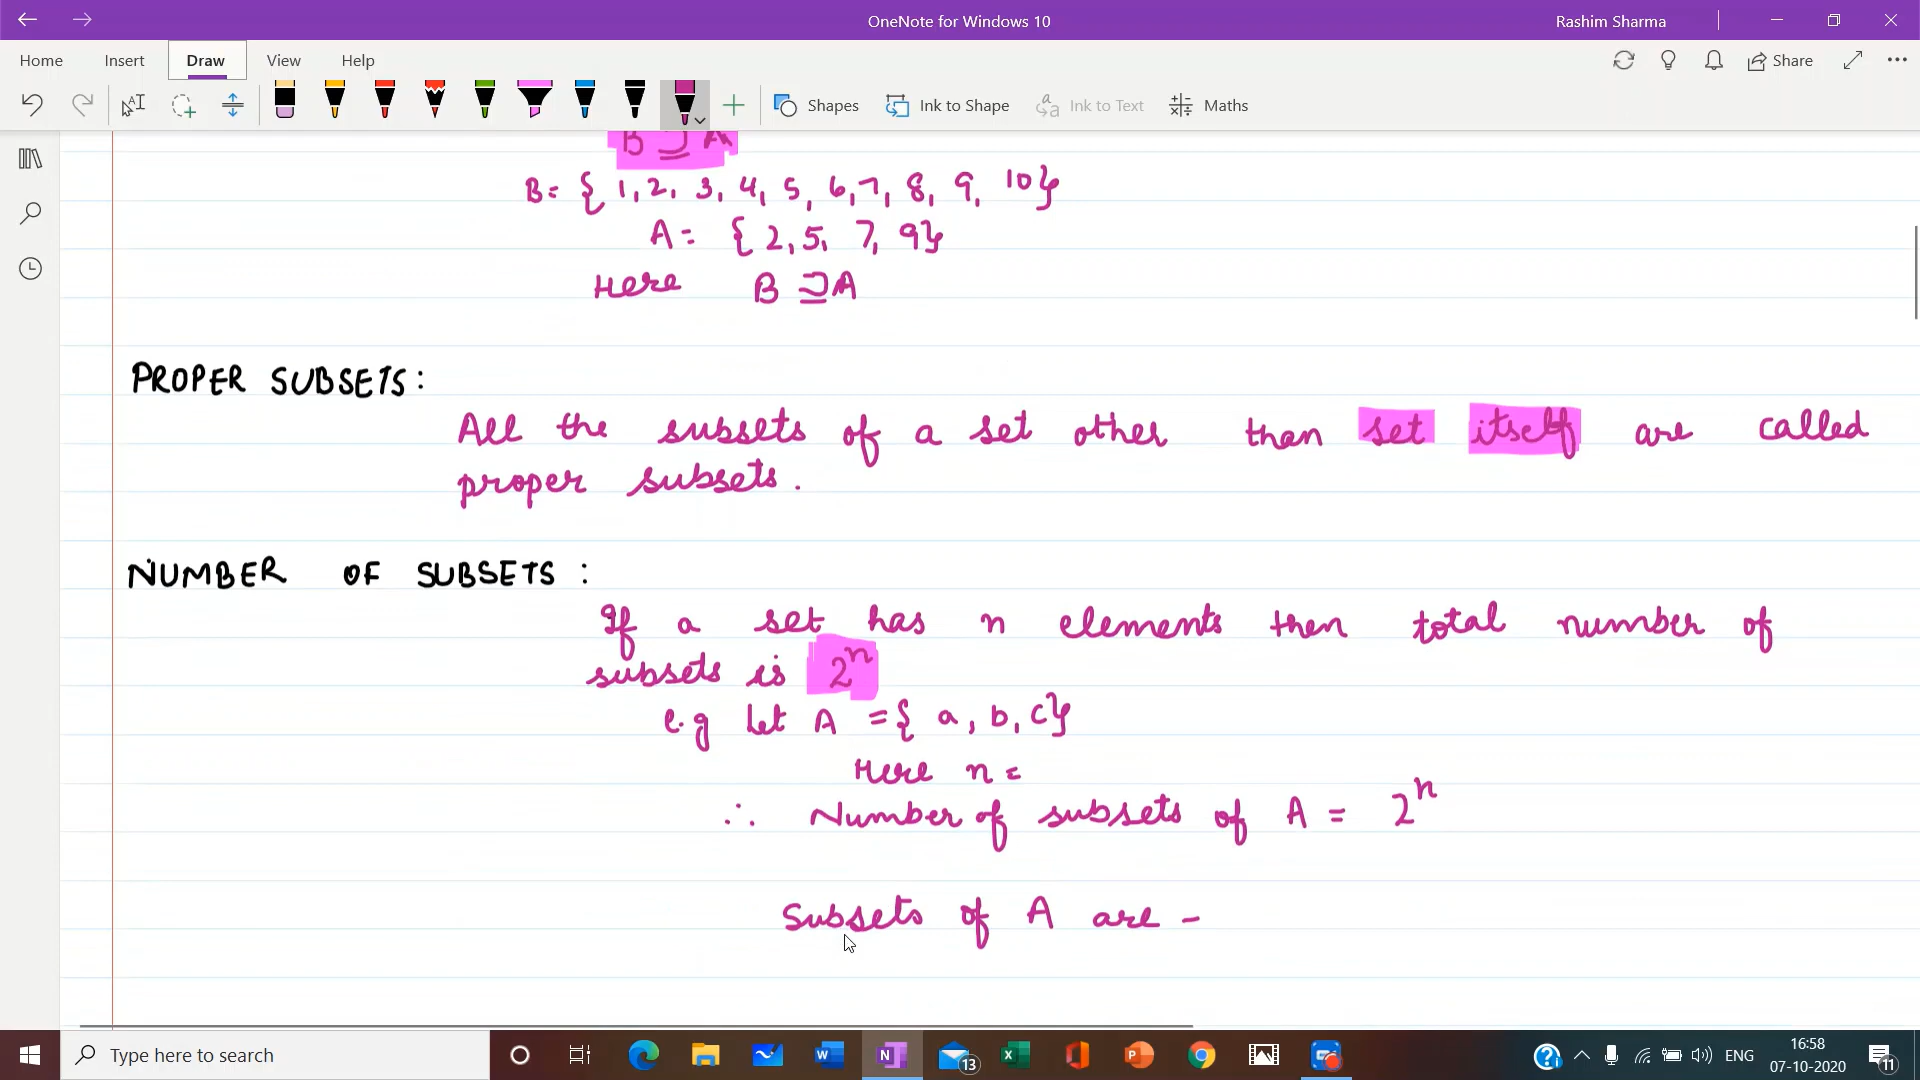 OneNote for Windows 10
Rashim Sharma
Home Insert Draw View Help
Share
Shapes Ink to Shape Ink to Text Maths
B ⊇ A
B= { 1, 2, 3, 4, 5, 6, 7, 8, 9, 10}
A= { 2, 5, 7, 9}
Here B ⊇ A
PROPER SUBSETS:
All the subsets of a set other than set itself are called
proper subsets.
NUMBER OF SUBSETS :
If a set has n elements then total number of
subsets is 2ⁿ
e.g let A = { a, b, c}
Here n =
∴ Number of subsets of A = 2ⁿ
Subsets of A are -
Type here to search
13
ENG
16:58
07-10-2020
11